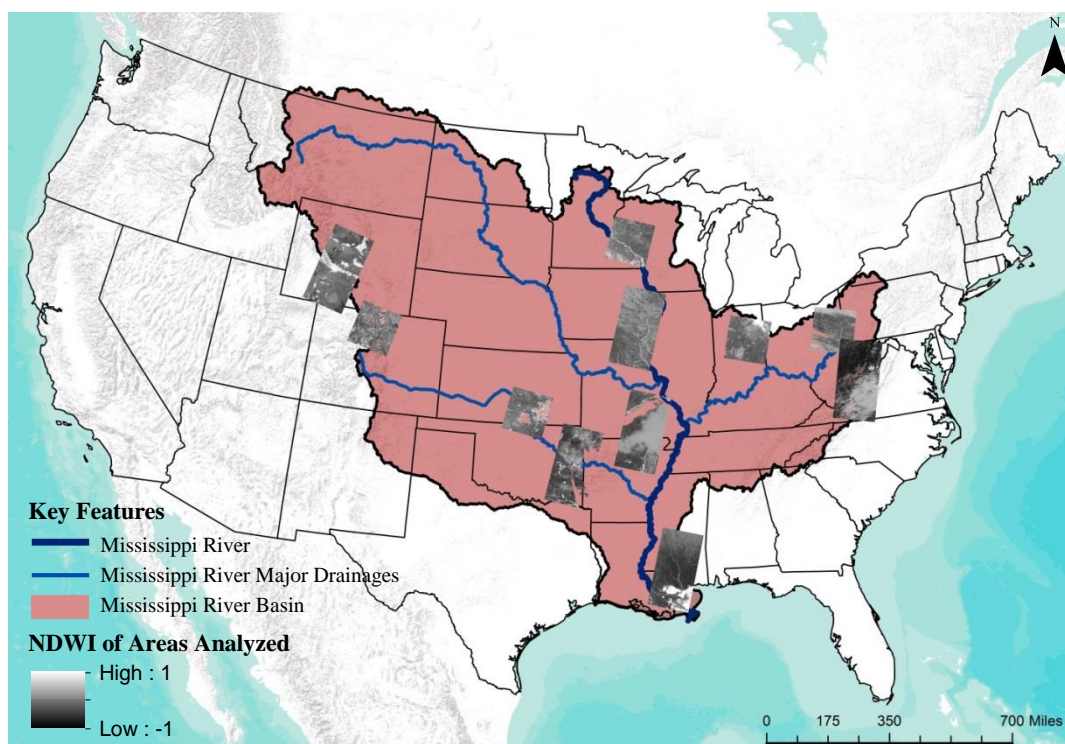 N
2
Key Features
Mississippi River
Mississippi River Major Drainages
Mississippi River Basin
NDWI of Areas Analyzed
High : 1
Low : -1
0 175 350 700 Miles